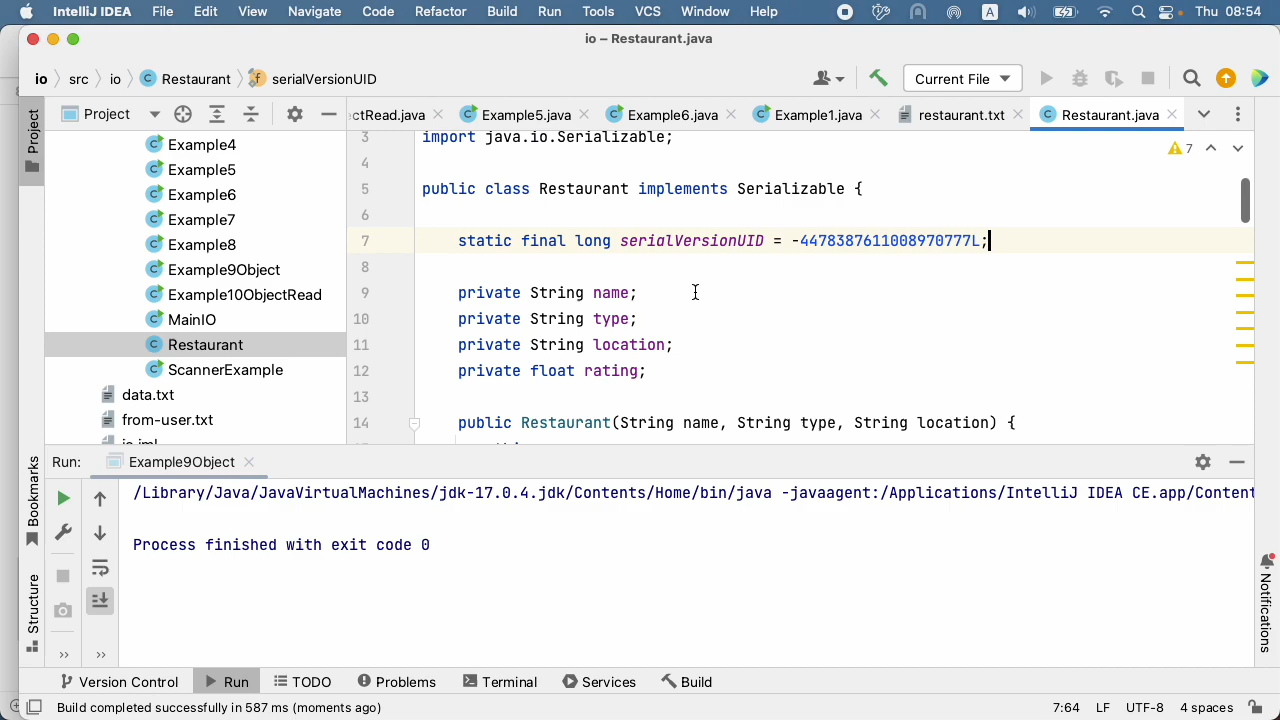 IntelliJ IDEA File Edit View Navigate Code Refactor Build Run Tools VCS Window Help A Thu 08:54
io – Restaurant.java
io src io C Restaurant f serialVersionUID Current File
Project
Project ctRead.java Example5.java Example6.java Example1.java restaurant.txt Restaurant.java
Example4
Example5
Example6
Example7
Example8
Example9Object
Example10ObjectRead
MainIO
Restaurant
ScannerExample
data.txt
from-user.txt
io.iml
3 import java.io.Serializable;
4
5 public class Restaurant implements Serializable {
6
7 static final long serialVersionUID = -4478387611008970777L;
8
9 private String name;
10 private String type;
11 private String location;
12 private float rating;
13
14 public Restaurant(String name, String type, String location) {
7
Run: Example9Object
/Library/Java/JavaVirtualMachines/jdk-17.0.4.jdk/Contents/Home/bin/java -javaagent:/Applications/IntelliJ IDEA CE.app/Content
Process finished with exit code 0
Bookmarks
Structure
Notifications
Version Control Run TODO Problems Terminal Services Build
Build completed successfully in 587 ms (moments ago) 7:64 LF UTF-8 4 spaces